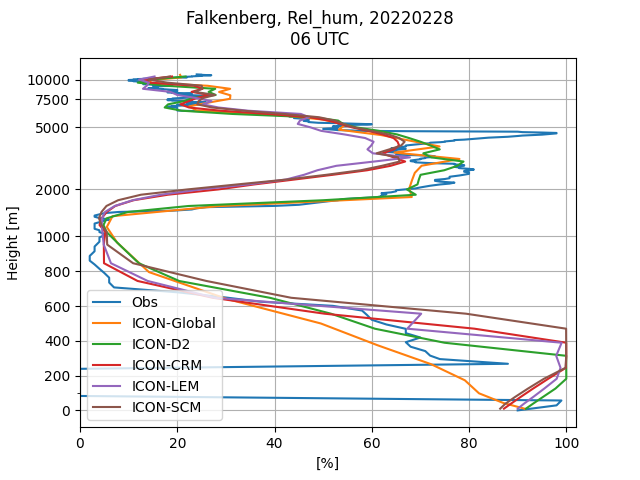 Falkenberg, Rel_hum, 20220228
06 UTC
10000
7500
5000
2000
1000
800
600
400
200
0
Height [m]
Obs
ICON-Global
ICON-D2
ICON-CRM
ICON-LEM
ICON-SCM
0 20 40 60 80 100
[%]